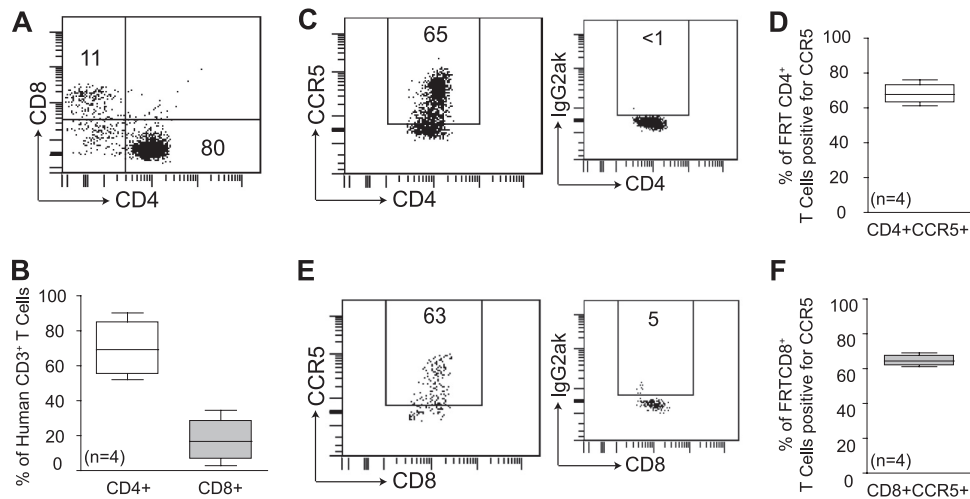 A
CD8
11
80
CD4
C
CCR5
65
CD4
IgG2ak
<1
CD4
D
% of FRT CD4+
T Cells positive for CCR5
100
80
60
40
20
0
(n=4)
CD4+CCR5+
B
% of Human CD3+ T Cells
100
80
60
40
20
0
(n=4)
CD4+
CD8+
E
CCR5
63
CD8
IgG2ak
5
CD8
F
% of FRTCD8+
T Cells positive for CCR5
100
80
60
40
20
0
(n=4)
CD8+CCR5+